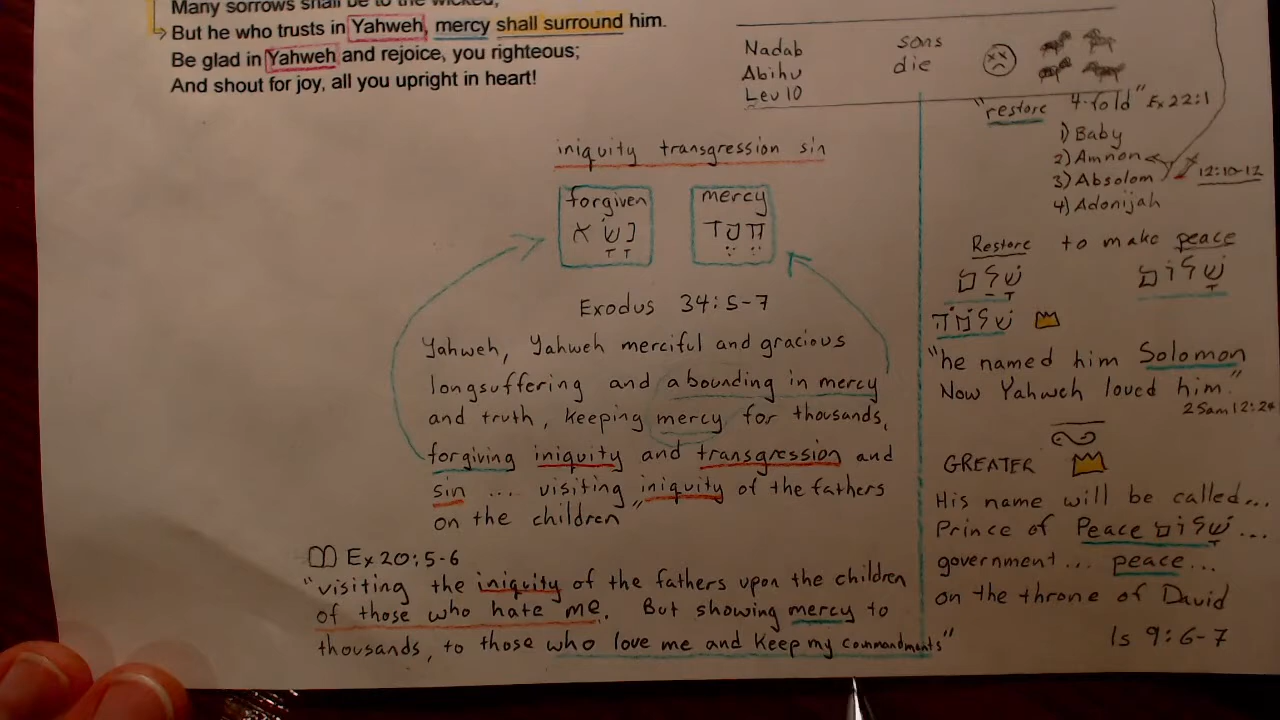 Many sorrows shall be to the wicked;
But he who trusts in Yahweh, mercy shall surround him.
Be glad in Yahweh and rejoice, you righteous;
And shout for joy, all you upright in heart!
Nadab
Abihu
Lev 10
sons
die
"restore 4-fold" Ex 22:1
1) Baby
2) Amnon
3) Absolom
4) Adonijah
12:10-12
iniquity transgression sin
forgiven
נָשָׂא
mercy
חֶסֶד
Exodus 34:5-7
Yahweh, Yahweh merciful and gracious
longsuffering and abounding in mercy
and truth, keeping mercy for thousands,
forgiving iniquity and transgression and
sin ... visiting iniquity of the fathers
on the children"
Ex 20:5-6
"visiting the iniquity of the fathers upon the children
of those who hate me. But showing mercy to
thousands, to those who love me and keep my commandments"
Restore to make peace
שָׁלַם שָׁלוֹם
שְׁלֹמֹה
"he named him Solomon
Now Yahweh loved him."
2 Sam 12:24
GREATER
His name will be called...
Prince of Peace שָׁלוֹם...
government... peace...
on the throne of David
Is 9:6-7